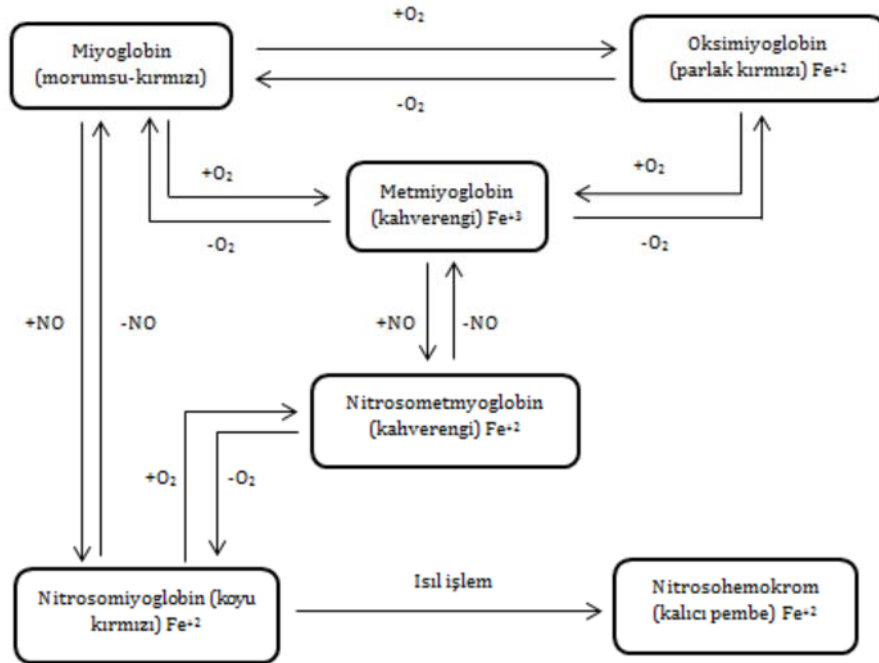 +O₂
Miyoglobin
(morumsu-kırmızı)
Oksimiyoglobin
(parlak kırmızı) Fe⁺²
-O₂
+O₂
+O₂
Metmiyoglobin
(kahverengi) Fe⁺³
-O₂
-O₂
+NO
-NO
+NO
-NO
Nitrosometmyoglobin
(kahverengi) Fe⁺²
+O₂
-O₂
Isıl işlem
Nitrosomiyoglobin (koyu
kırmızı) Fe⁺²
Nitrosohemokrom
(kalıcı pembe) Fe⁺²